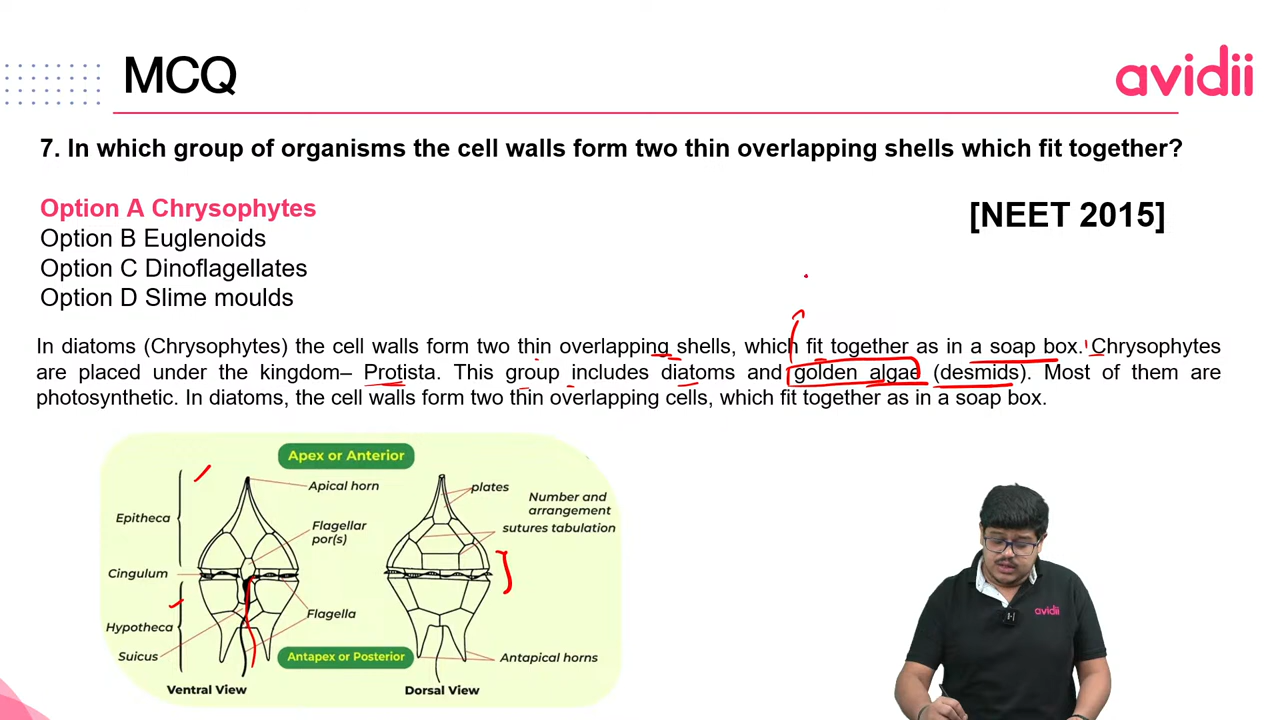 MCQ
avidii
7. In which group of organisms the cell walls form two thin overlapping shells which fit together?
Option A Chrysophytes
[NEET 2015]
Option B Euglenoids
Option C Dinoflagellates
Option D Slime moulds
In diatoms (Chrysophytes) the cell walls form two thin overlapping shells, which fit together as in a soap box. Chrysophytes
are placed under the kingdom– Protista. This group includes diatoms and golden algae (desmids). Most of them are
photosynthetic. In diatoms, the cell walls form two thin overlapping cells, which fit together as in a soap box.
Apex or Anterior
Apical horn
plates
Number and
arrangement
sutures tabulation
Epitheca
Flagellar
por(s)
Cingulum
Flagella
Hypotheca
Suicus
Antapex or Posterior
Antapical horns
Ventral View
Dorsal View
avidii